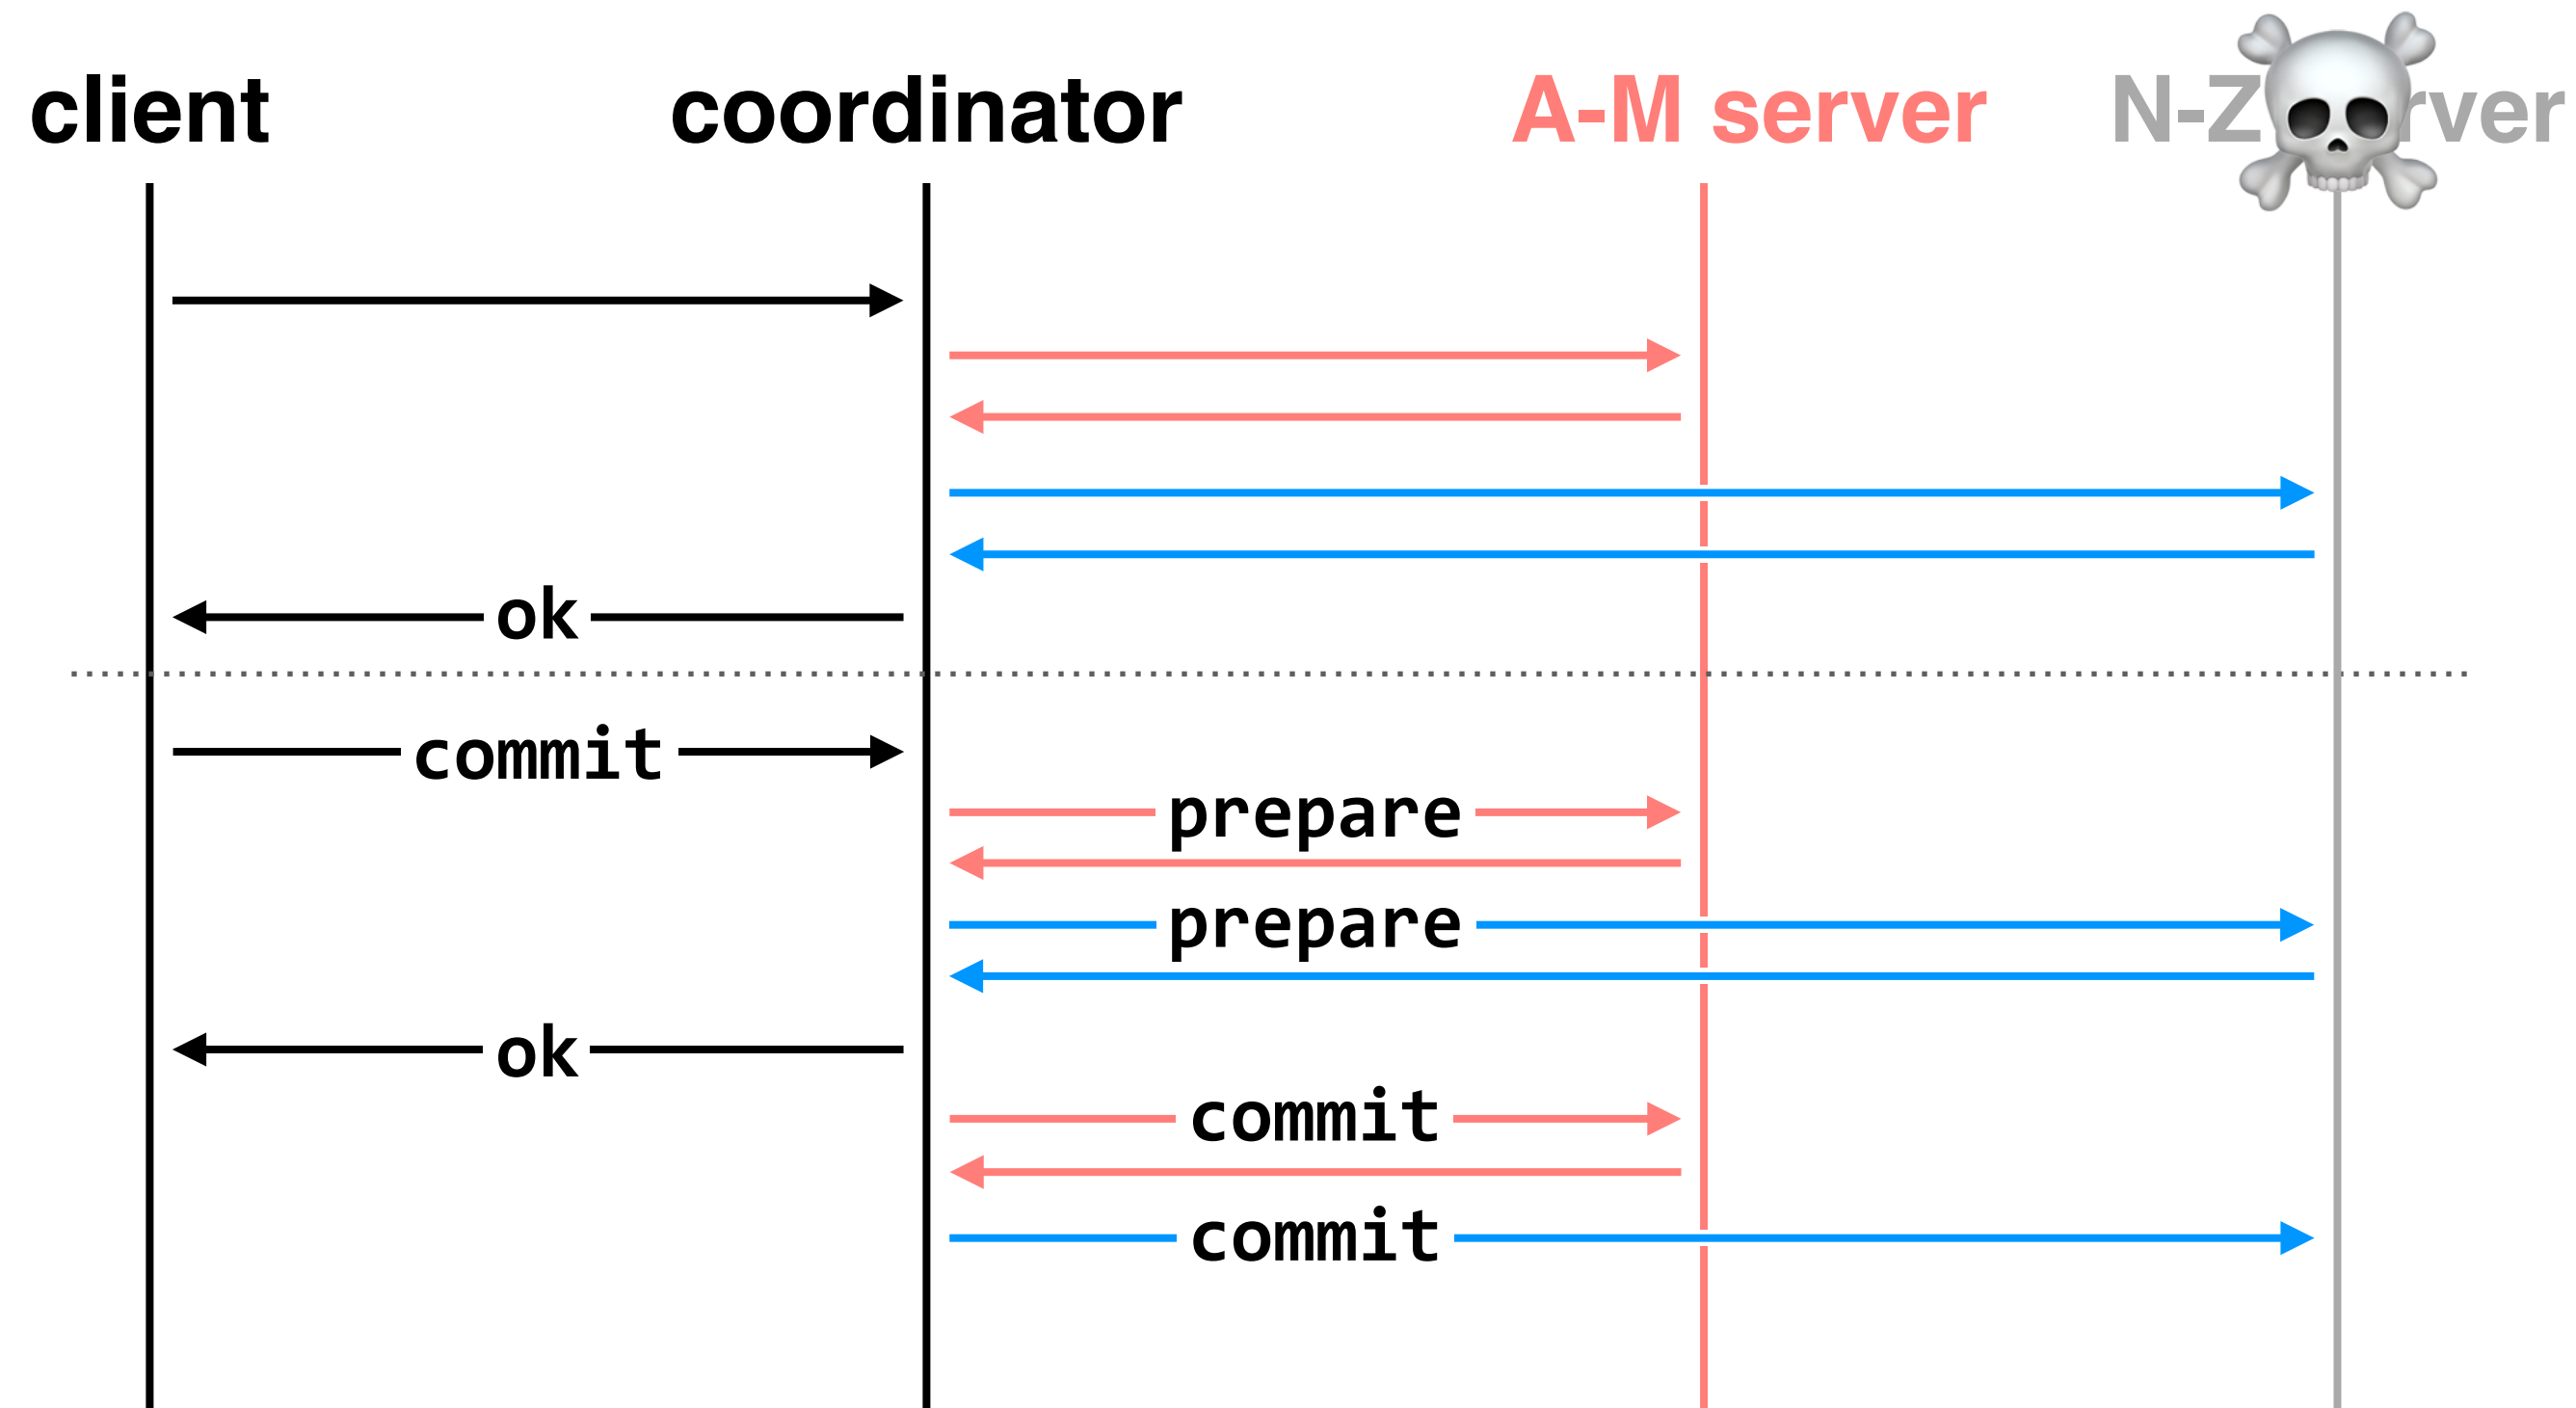 client coordinator A-M server N-Z rver
ok
commit
prepare
prepare
ok
commit
commit